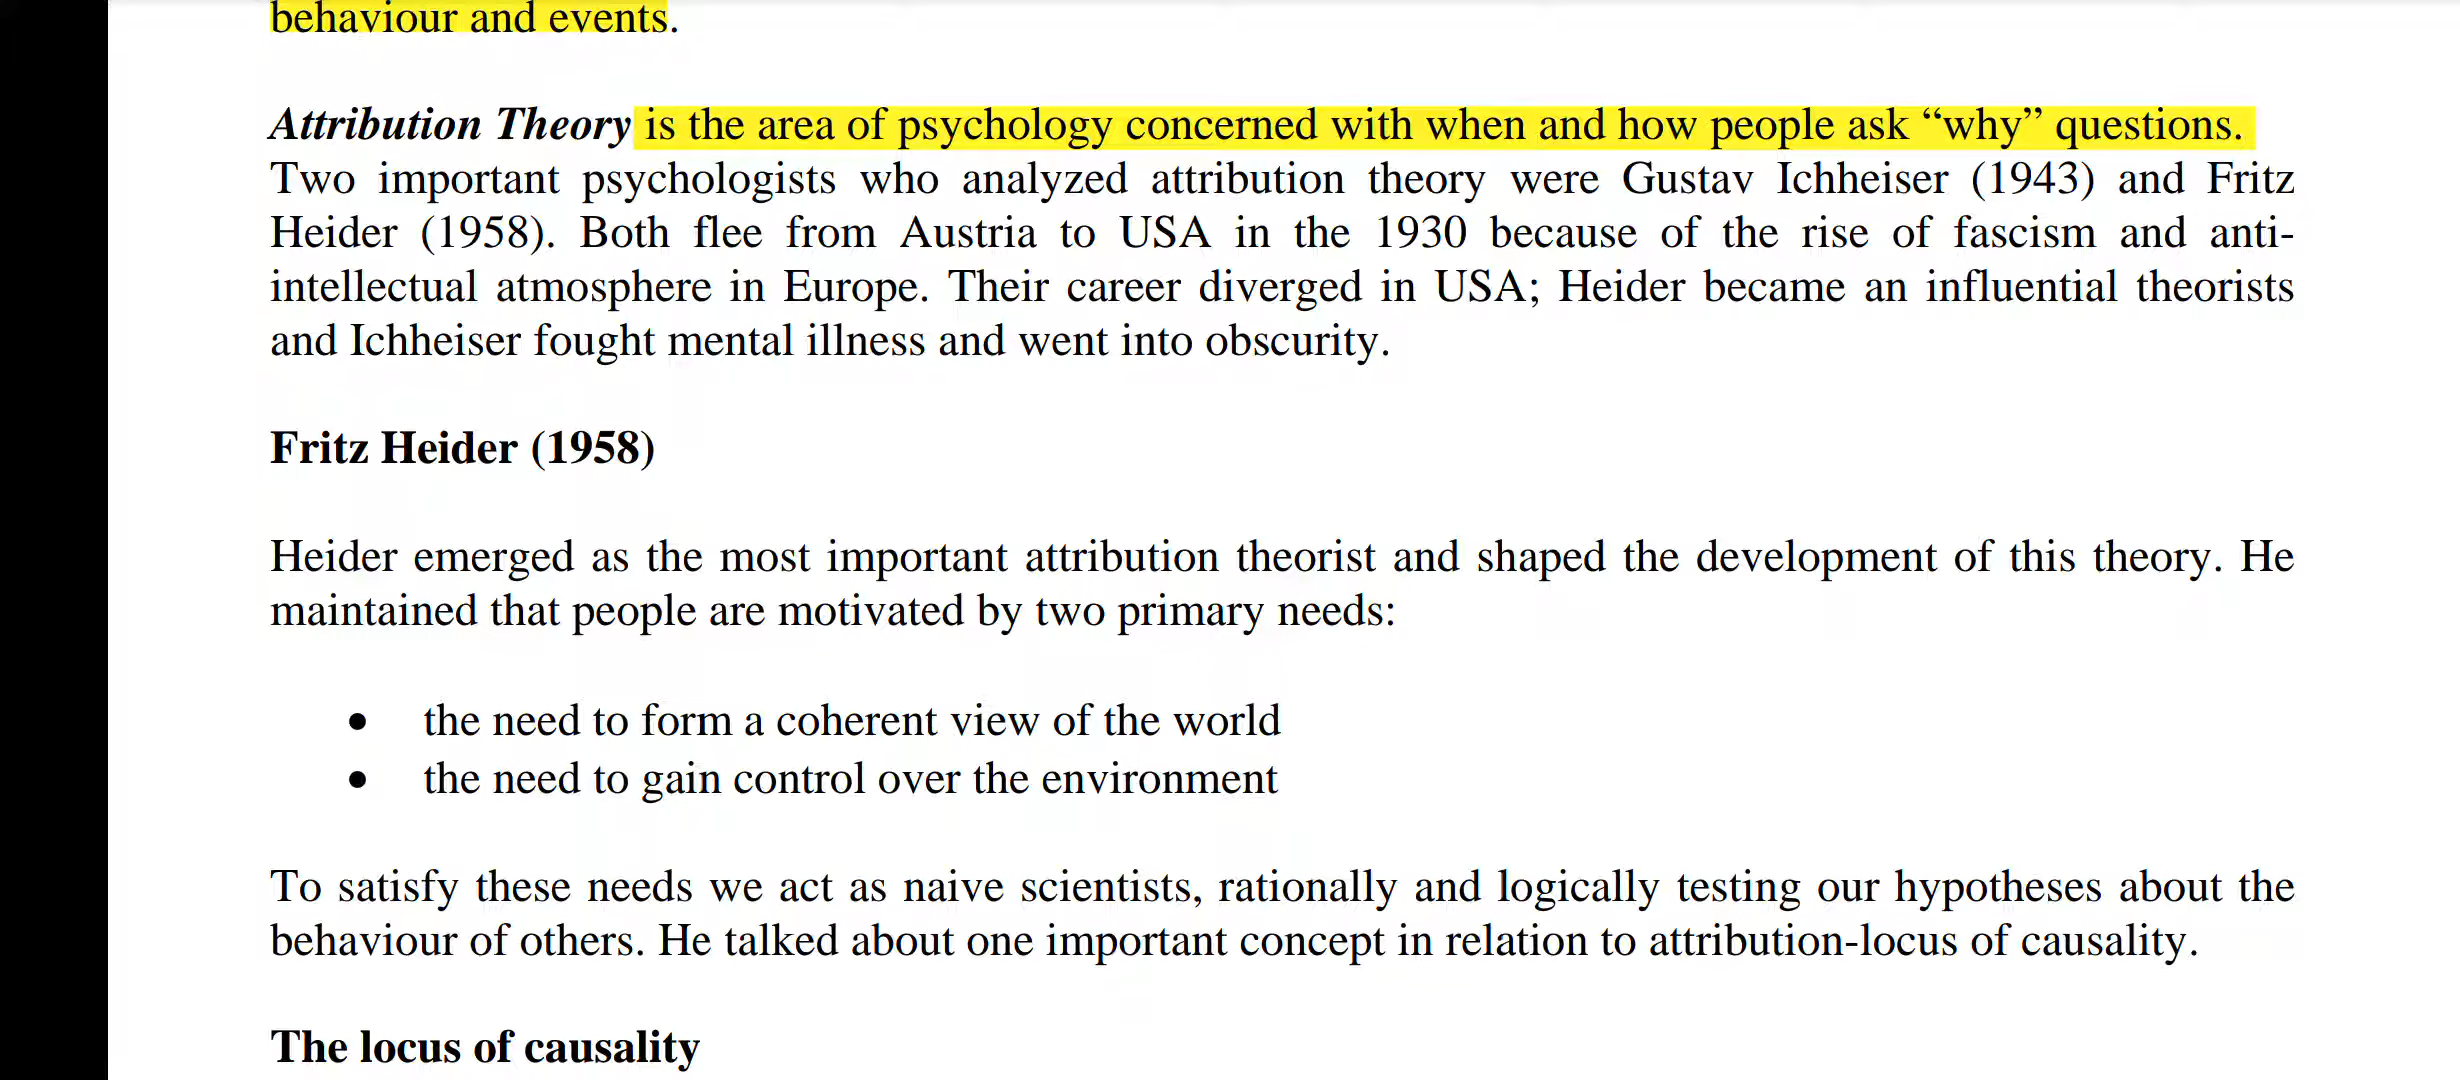 behaviour and events.
Attribution Theory is the area of psychology concerned with when and how people ask “why” questions.
Two important psychologists who analyzed attribution theory were Gustav Ichheiser (1943) and Fritz
Heider (1958). Both flee from Austria to USA in the 1930 because of the rise of fascism and anti-
intellectual atmosphere in Europe. Their career diverged in USA; Heider became an influential theorists
and Ichheiser fought mental illness and went into obscurity.
Fritz Heider (1958)
Heider emerged as the most important attribution theorist and shaped the development of this theory. He
maintained that people are motivated by two primary needs:
• the need to form a coherent view of the world
• the need to gain control over the environment
To satisfy these needs we act as naive scientists, rationally and logically testing our hypotheses about the
behaviour of others. He talked about one important concept in relation to attribution-locus of causality.
The locus of causality